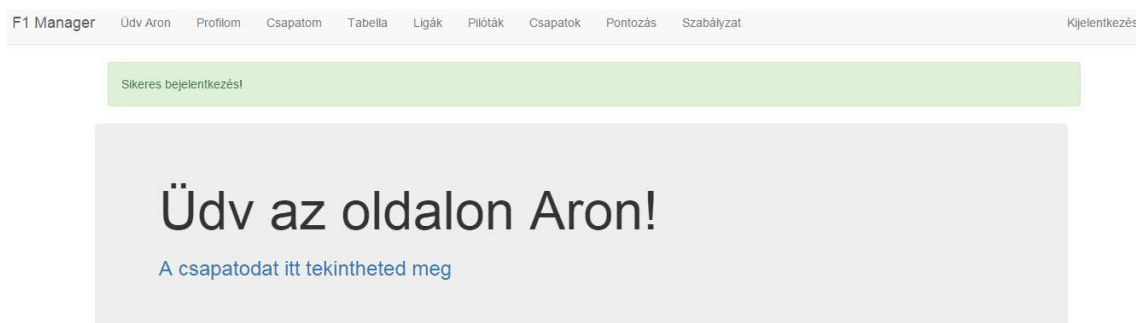 F1 Manager Üdv Aron Profilom Csapatom Tabella Ligák Pilóták Csapatok Pontozás Szabályzat Kijelentkezés
Sikeres bejelentkezés!
Üdv az oldalon Aron!
A csapatodat itt tekintheted meg